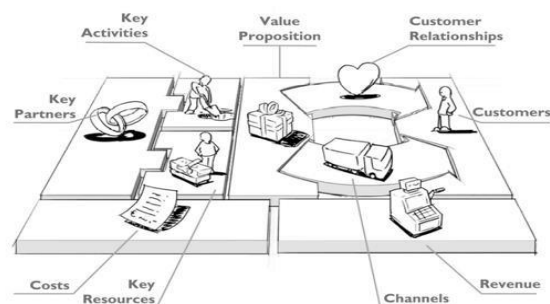 Key
Activities
Value
Proposition
Customer
Relationships
Key
Partners
Customers
Costs
Key
Resources
Channels
Revenue